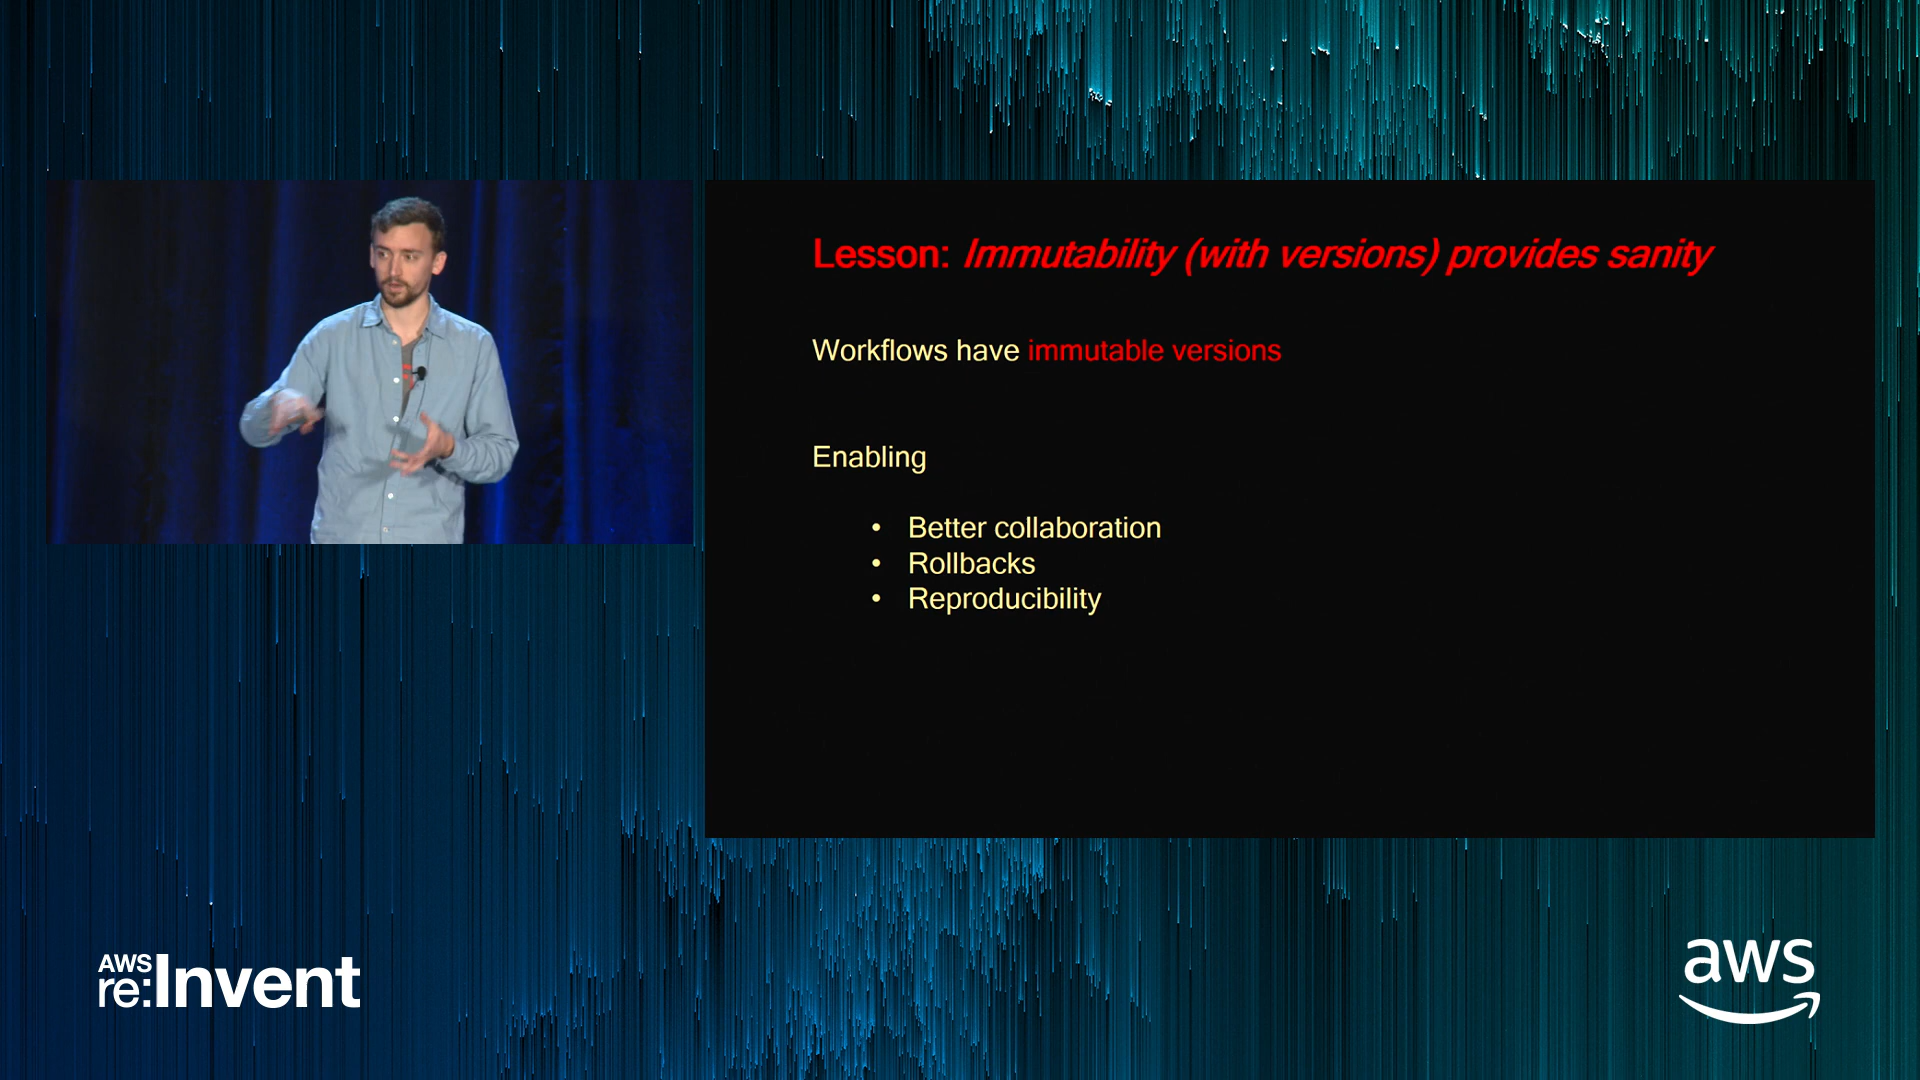 Lesson: Immutability (with versions) provides sanity
Workflows have immutable versions
Enabling
• Better collaboration
• Rollbacks
• Reproducibility
AWS
re:Invent
aws